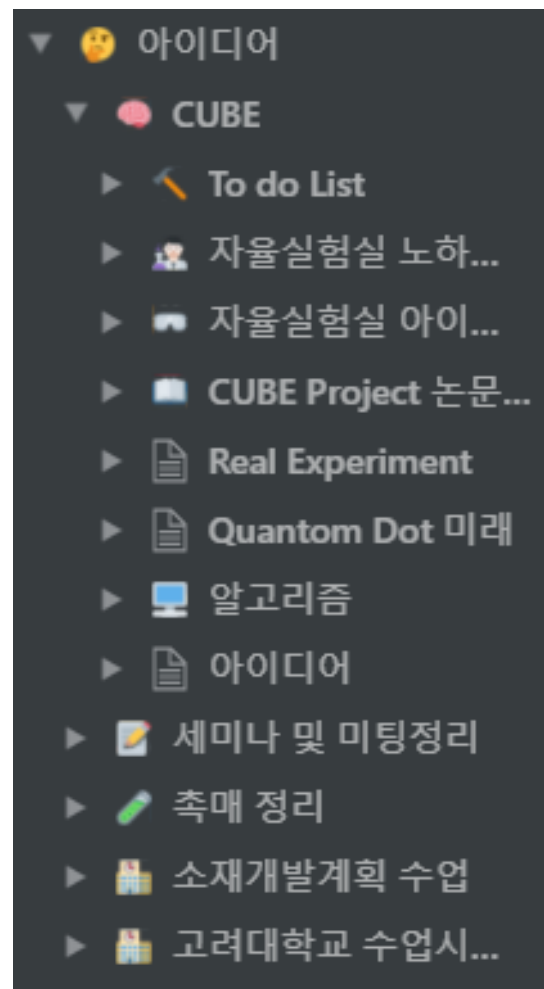 아이디어
CUBE
To do List
자율실험실 노하...
자율실험실 아이...
CUBE Project 논문...
Real Experiment
Quantom Dot 미래
알고리즘
아이디어
세미나 및 미팅정리
촉매 정리
소재개발계획 수업
고려대학교 수업시...